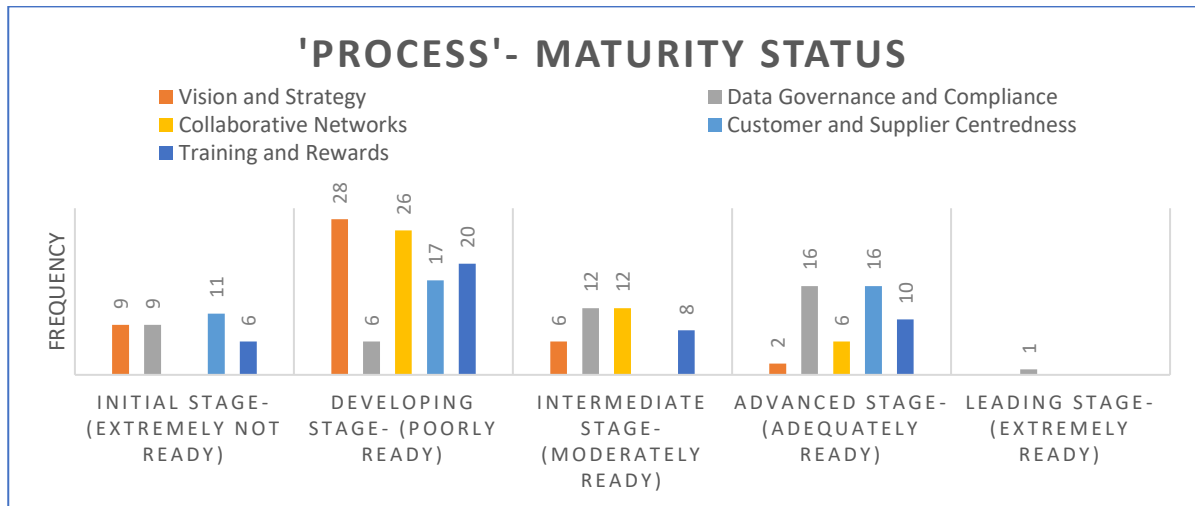 'PROCESS'- MATURITY STATUS
Vision and Strategy
Data Governance and Compliance
Collaborative Networks
Customer and Supplier Centredness
Training and Rewards
FREQUENCY
9
9
11
6
28
6
26
17
20
6
12
12
8
2
16
6
16
10
1
INITIAL STAGE-
(EXTREMELY NOT
READY)
DEVELOPING
STAGE- (POORLY
READY)
INTERMEDIATE
STAGE-
(MODERATELY
READY)
ADVANCED STAGE-
(ADEQUATELY
READY)
LEADING STAGE-
(EXTREMELY
READY)